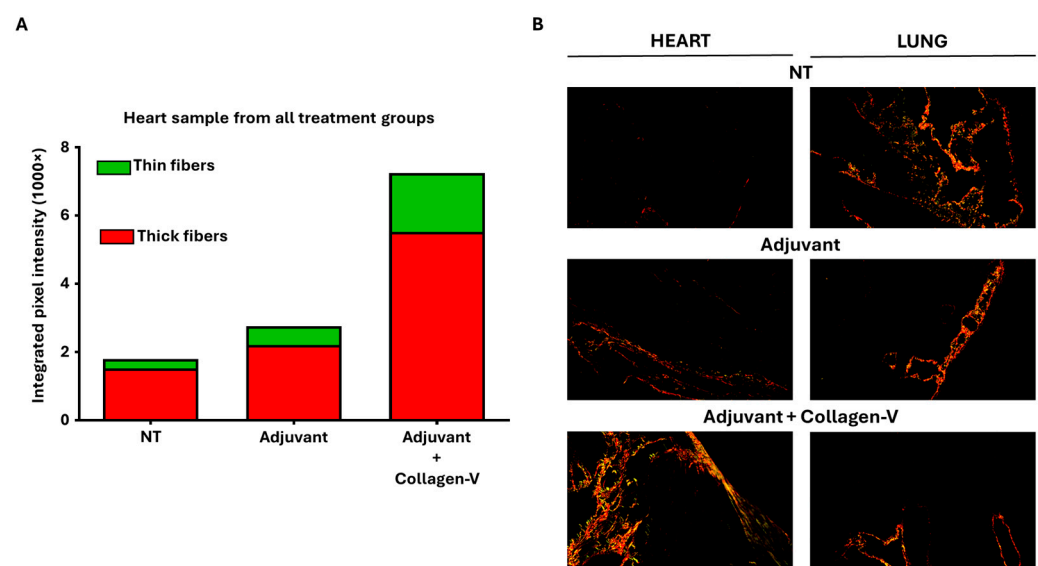 A
Heart sample from all treatment groups
Integrated pixel intensity (1000×)
8
6
4
2
0
Thin fibers
Thick fibers
NT
Adjuvant
Adjuvant
+
Collagen-V
B
HEART
LUNG
NT
Adjuvant
Adjuvant + Collagen-V